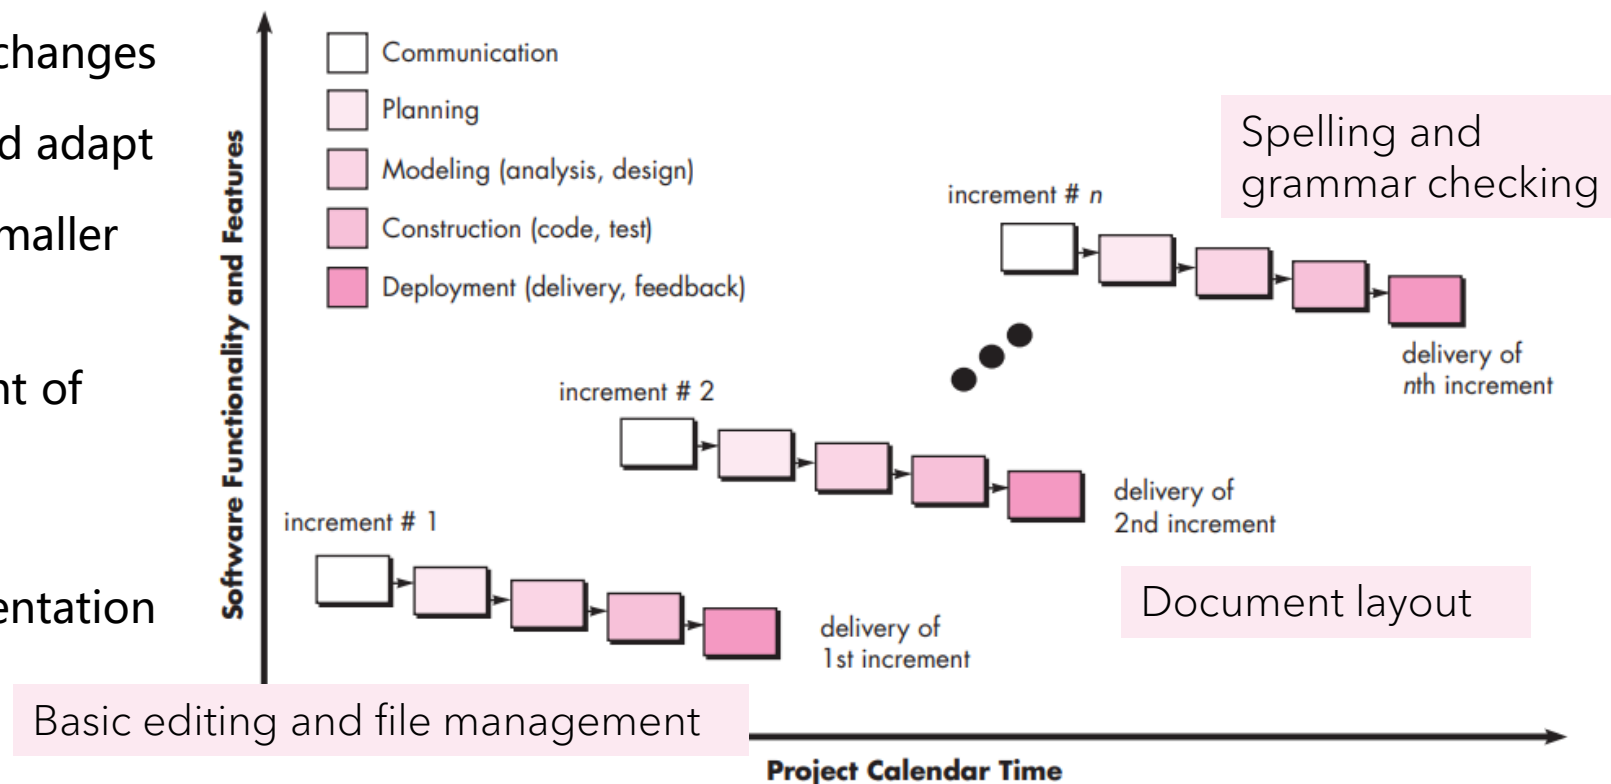 changes
d adapt
maller
nt of
entation
Software Functionality and Features
Communication
Planning
Modeling (analysis, design)
Construction (code, test)
Deployment (delivery, feedback)
Spelling and
grammar checking
increment # n
delivery of
nth increment
increment # 2
delivery of
2nd increment
Document layout
increment # 1
delivery of
1st increment
Basic editing and file management
Project Calendar Time